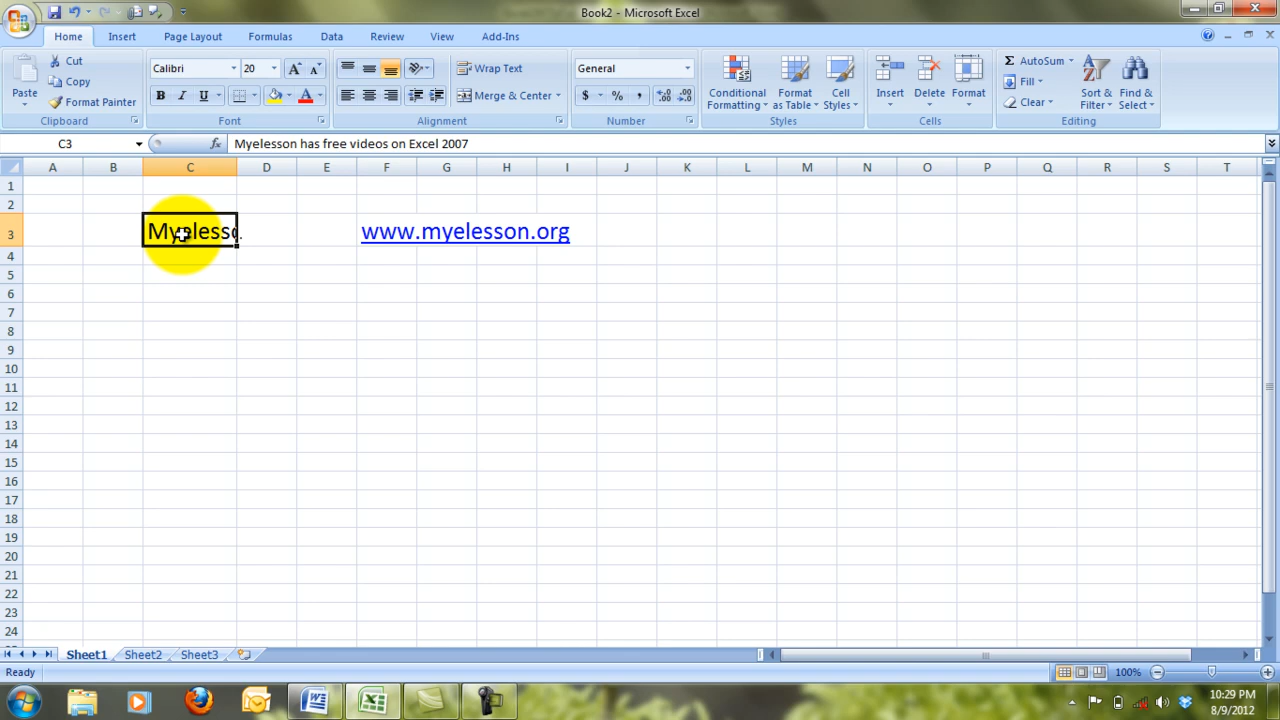 Book2 - Microsoft Excel
Home Insert Page Layout Formulas Data Review View Add-Ins
Paste
Cut
Copy
Format Painter
Clipboard
Calibri 20
B I U
Font
Wrap Text
Merge & Center
Alignment
General
$ % ,
Number
Conditional Formatting
Format as Table
Cell Styles
Styles
Insert Delete Format
Cells
AutoSum
Fill
Clear
Sort & Filter
Find & Select
Editing
C3 fx Myelesson has free videos on Excel 2007
A B C D E F G H I J K L M N O P Q R S T
1
2
3 Myelesso www.myelesson.org
4
5
6
7
8
9
10
11
12
13
14
15
16
17
18
19
20
21
22
23
24
Sheet1 Sheet2 Sheet3
Ready 100%
10:29 PM
8/9/2012